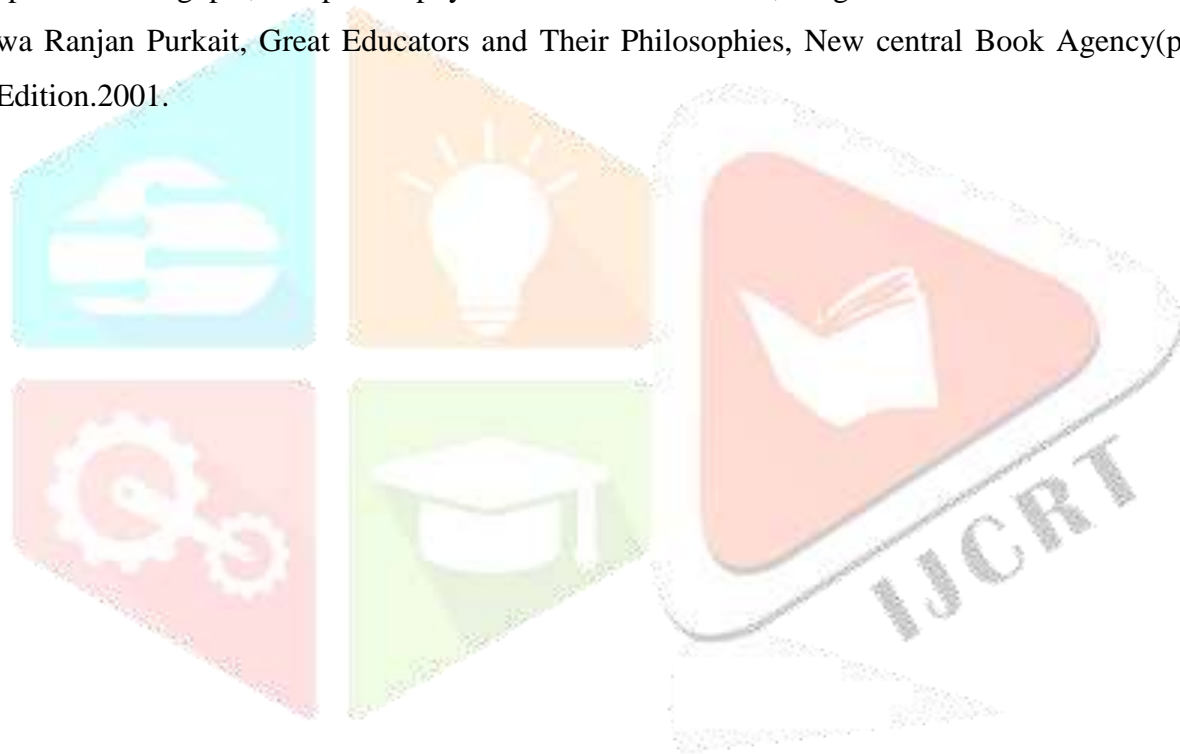 wa Ranjan Purkait, Great Educators and Their Philosophies, New central Book Agency(p
Edition.2001.
IJCRT